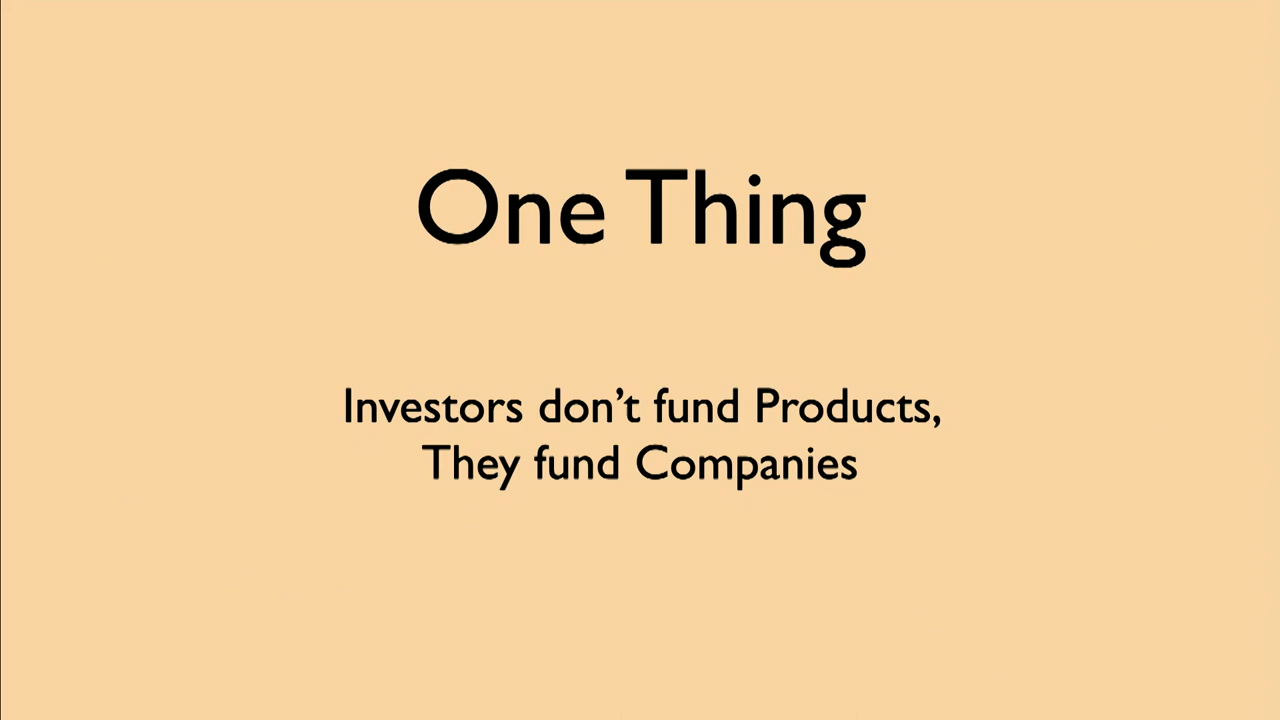 One Thing
Investors don’t fund Products,
They fund Companies